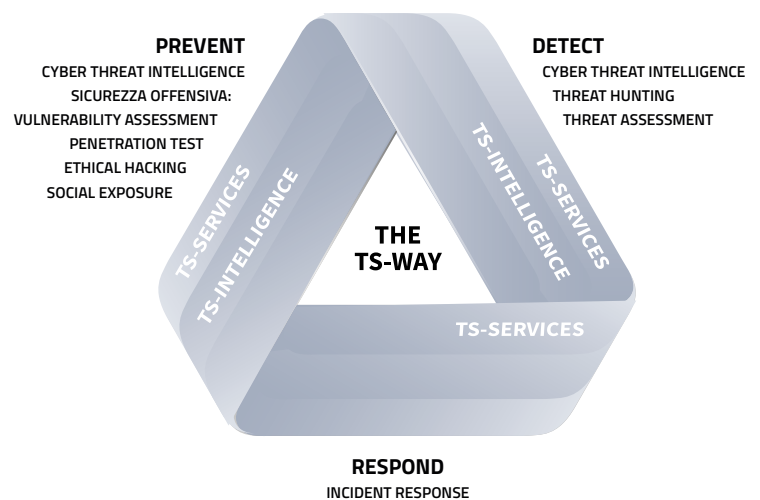 PREVENT
CYBER THREAT INTELLIGENCE
SICUREZZA OFFENSIVA:
VULNERABILITY ASSESSMENT
PENETRATION TEST
ETHICAL HACKING
SOCIAL EXPOSURE
DETECT
CYBER THREAT INTELLIGENCE
THREAT HUNTING
THREAT ASSESSMENT
TS-SERVICES
TS-INTELLIGENCE
THE
TS-WAY
TS-INTELLIGENCE
TS-SERVICES
TS-SERVICES
RESPOND
INCIDENT RESPONSE